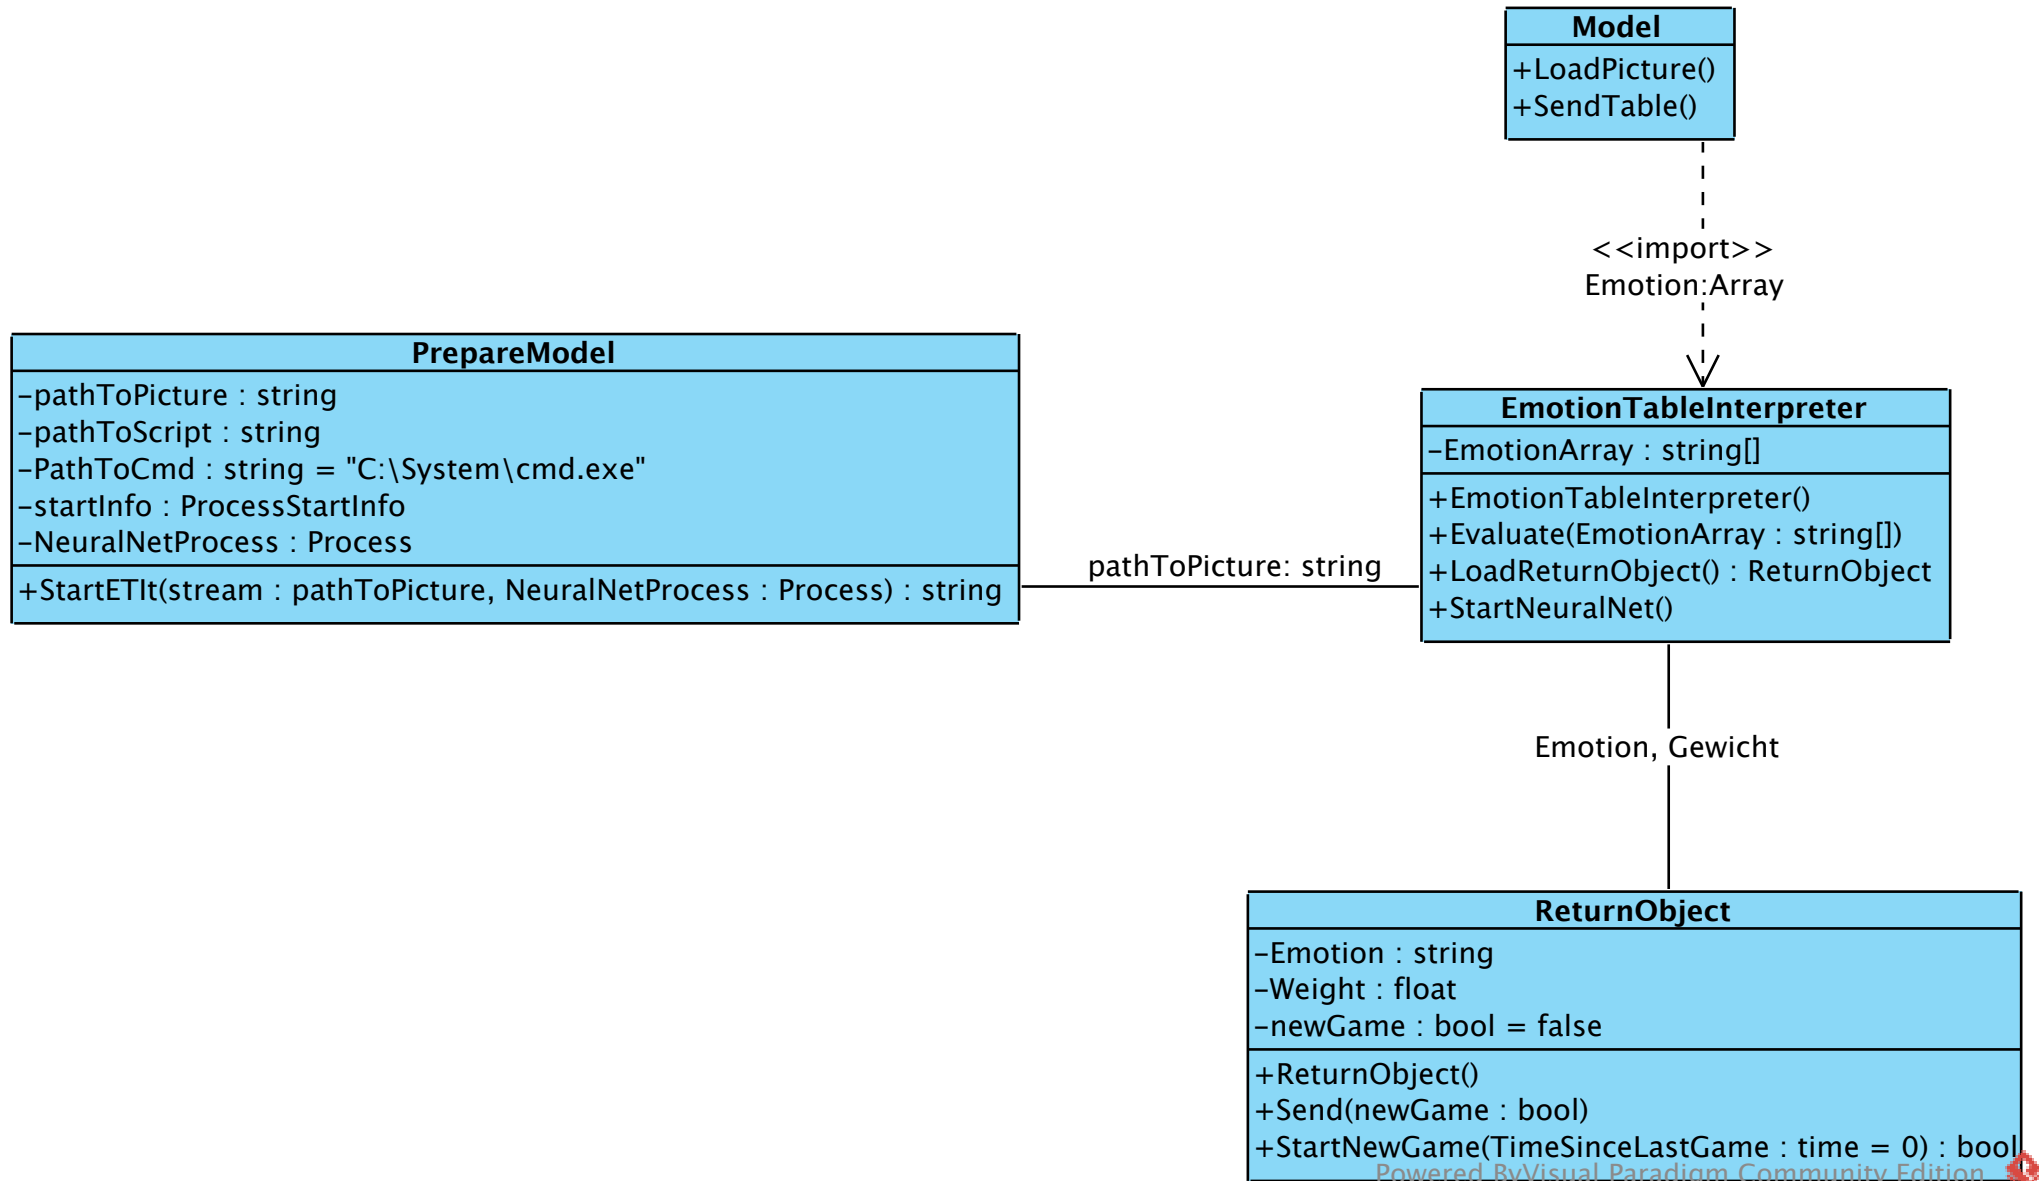 Model
+LoadPicture()
+SendTable()
<<import>>
Emotion:Array
PrepareModel
-pathToPicture : string
-pathToScript : string
-PathToCmd : string = "C:\System\cmd.exe"
-startInfo : ProcessStartInfo
-NeuralNetProcess : Process
+StartETIt(stream : pathToPicture, NeuralNetProcess : Process) : string
pathToPicture: string
EmotionTableInterpreter
-EmotionArray : string[]
+EmotionTableInterpreter()
+Evaluate(EmotionArray : string[])
+LoadReturnObject() : ReturnObject
+StartNeuralNet()
Emotion, Gewicht
ReturnObject
-Emotion : string
-Weight : float
-newGame : bool = false
+ReturnObject()
+Send(newGame : bool)
+StartNewGame(TimeSinceLastGame : time = 0) : bool
Powered ByVisual Paradigm Community Edition